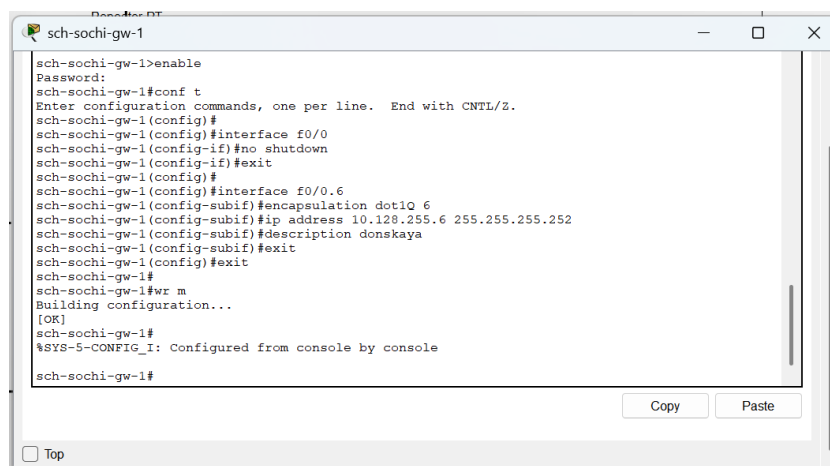 sch-sochi-gw-1
sch-sochi-gw-1>enable
Password:
sch-sochi-gw-1#conf t
Enter configuration commands, one per line.  End with CNTL/Z.
sch-sochi-gw-1(config)#
sch-sochi-gw-1(config)#interface f0/0
sch-sochi-gw-1(config-if)#no shutdown
sch-sochi-gw-1(config-if)#exit
sch-sochi-gw-1(config)#
sch-sochi-gw-1(config)#interface f0/0.6
sch-sochi-gw-1(config-subif)#encapsulation dot1Q 6
sch-sochi-gw-1(config-subif)#ip address 10.128.255.6 255.255.255.252
sch-sochi-gw-1(config-subif)#description donskaya
sch-sochi-gw-1(config-subif)#exit
sch-sochi-gw-1(config)#exit
sch-sochi-gw-1#
sch-sochi-gw-1#wr m
Building configuration...
[OK]
sch-sochi-gw-1#
%SYS-5-CONFIG_I: Configured from console by console
sch-sochi-gw-1#
Copy
Paste
Top